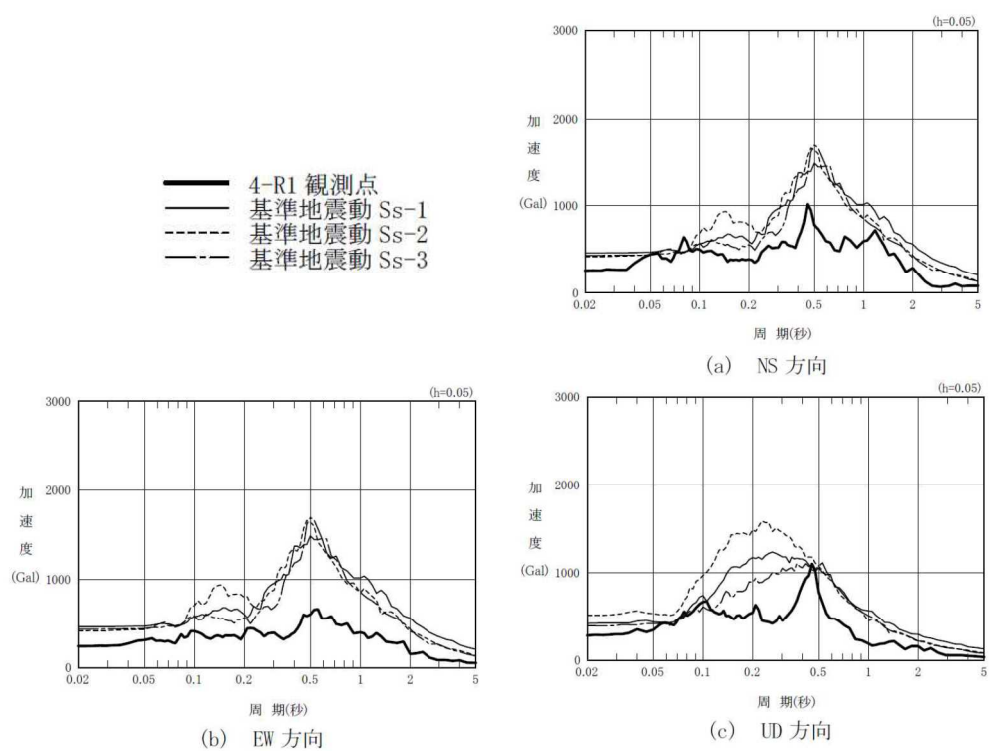 4-R1 観測点
基準地震動 Ss-1
基準地震動 Ss-2
基準地震動 Ss-3
(h=0.05)
3000
2000
1000
0
加速度
(Gal)
0.02 0.05 0.1 0.2 0.5 1 2 5
周 期(秒)
(a) NS 方向
(h=0.05)
3000
2000
1000
0
加速度
(Gal)
0.02 0.05 0.1 0.2 0.5 1 2 5
周 期(秒)
(b) EW 方向
(h=0.05)
3000
2000
1000
0
加速度
(Gal)
0.02 0.05 0.1 0.2 0.5 1 2 5
周 期(秒)
(c) UD 方向